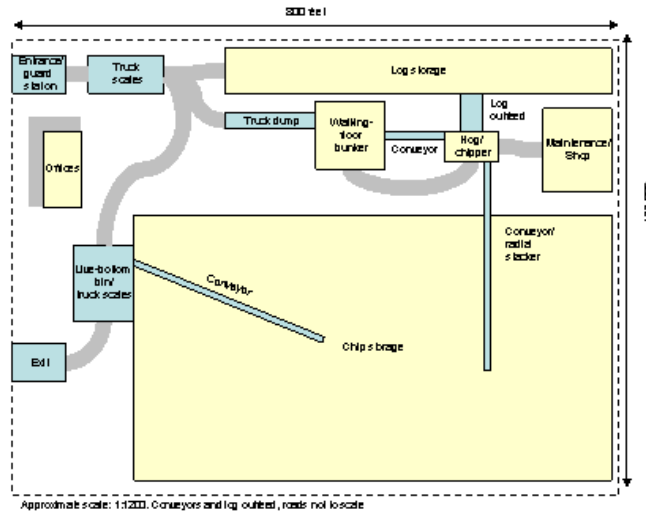 800 feet
Entrance/
guard
station
Truck
scales
Log storage
Truck dump
Walking-
floor
bunker
Conveyor
Log
outfeed
Hog/
chipper
Maintenance/
Shop
Offices
Conveyor/
radial
stacker
Live-bottom
bin/
truck scales
Conveyor
Chip storage
Exit
Approximate scale: 1:1200. Conveyors and log outfeed, roads not to scale